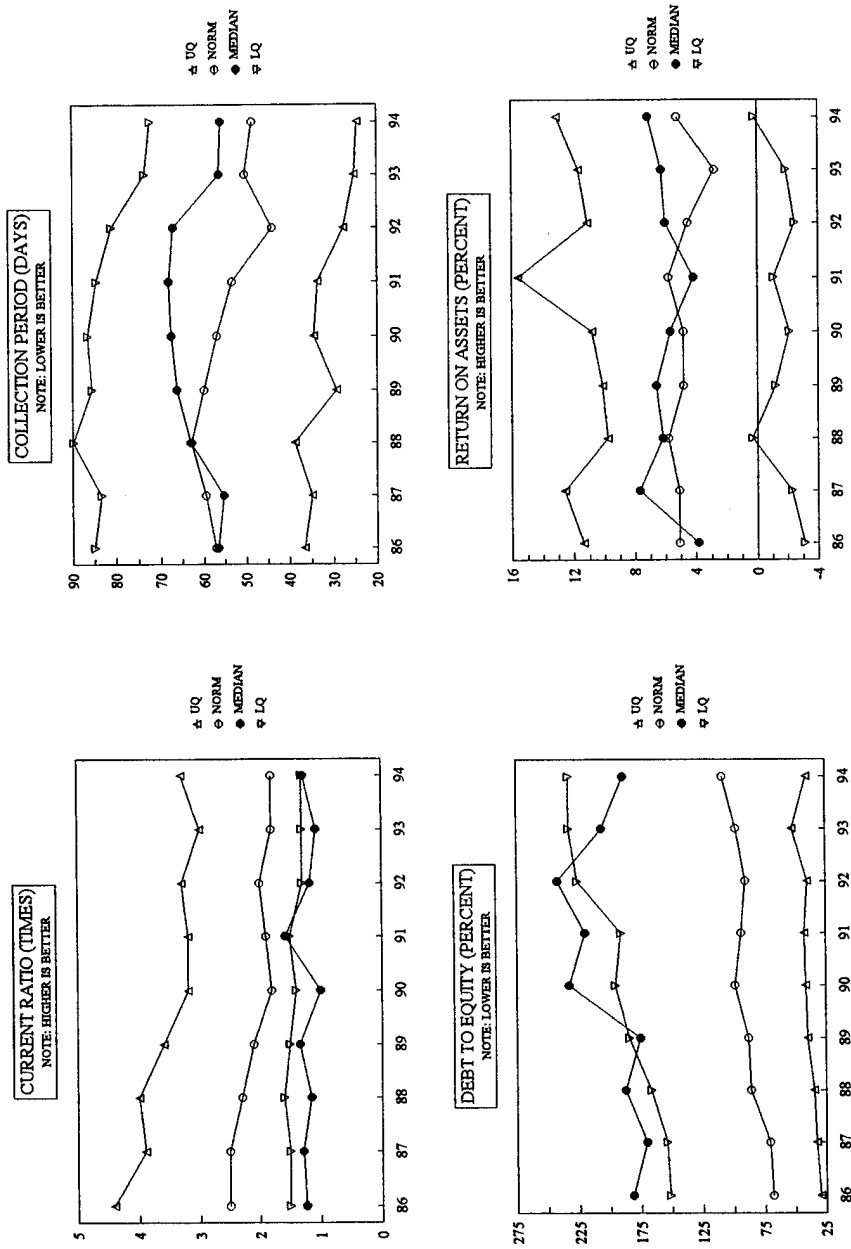 CURRENT RATIO (TIMES)
NOTE: HIGHER IS BETTER
5
4
3
2
1
0
86 87 88 89 90 91 92 93 94
UQ
NORM
MEDIAN
LQ
COLLECTION PERIOD (DAYS)
NOTE: LOWER IS BETTER
90
80
70
60
50
40
30
20
86 87 88 89 90 91 92 93 94
UQ
NORM
MEDIAN
LQ
DEBT TO EQUITY (PERCENT)
NOTE: LOWER IS BETTER
275
225
175
125
75
25
86 87 88 89 90 91 92 93 94
UQ
NORM
MEDIAN
LQ
RETURN ON ASSETS (PERCENT)
NOTE: HIGHER IS BETTER
16
12
8
4
0
-4
86 87 88 89 90 91 92 93 94
UQ
NORM
MEDIAN
LQ